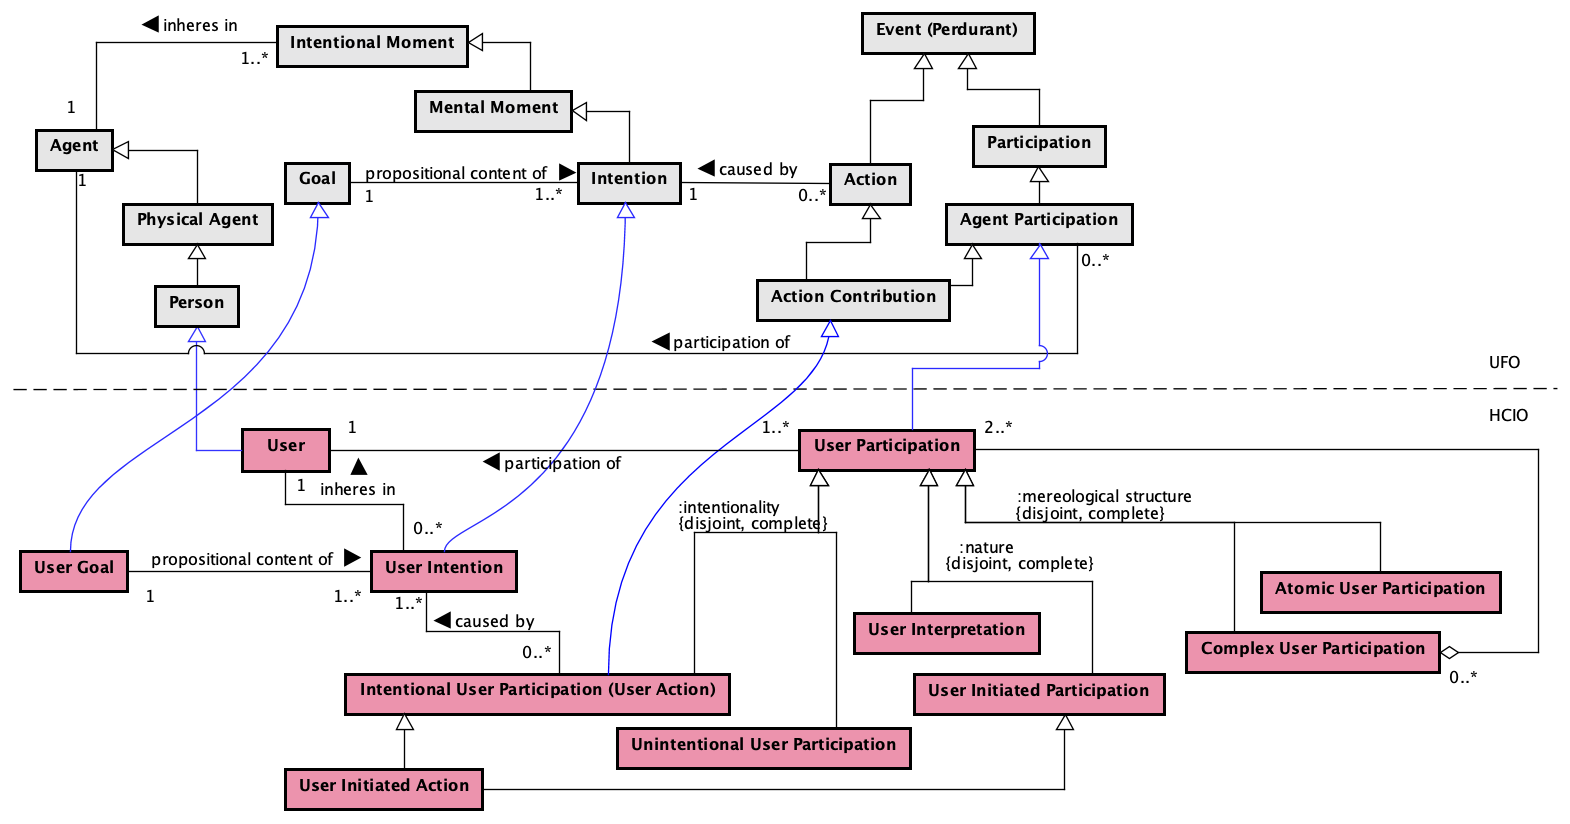 inheres in
Intentional Moment
1..*
Event (Perdurant)
1
Mental Moment
Agent
Participation
1
Goal
propositional content of
1
1..*
Intention
caused by
1
0..*
Action
Physical Agent
Agent Participation
0..*
Person
Action Contribution
participation of
UFO
HCIO
User
1
1..*
User Participation
2..*
participation of
1
inheres in
0..*
:intentionality
{disjoint, complete}
:mereological structure
{disjoint, complete}
:nature
{disjoint, complete}
User Goal
propositional content of
1
1..*
User Intention
1..*
caused by
0..*
Atomic User Participation
User Interpretation
Complex User Participation
0..*
Intentional User Participation (User Action)
User Initiated Participation
Unintentional User Participation
User Initiated Action